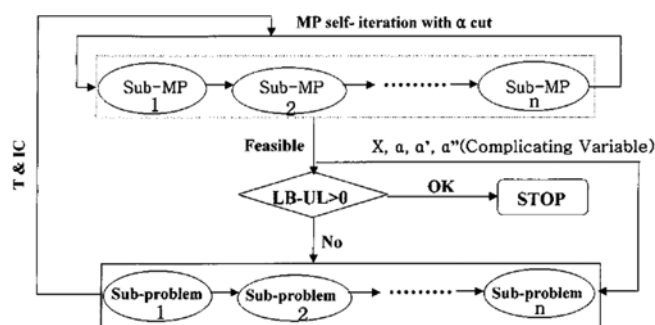 MP self- iteration with α cut
Sub-MP
1
Sub-MP
2
Sub-MP
n
T & IC
Feasible
X, α, α', α"(Complicating Variable)
LB-UL>0
OK
STOP
No
Sub-problem
1
Sub-problem
2
Sub-problem
n